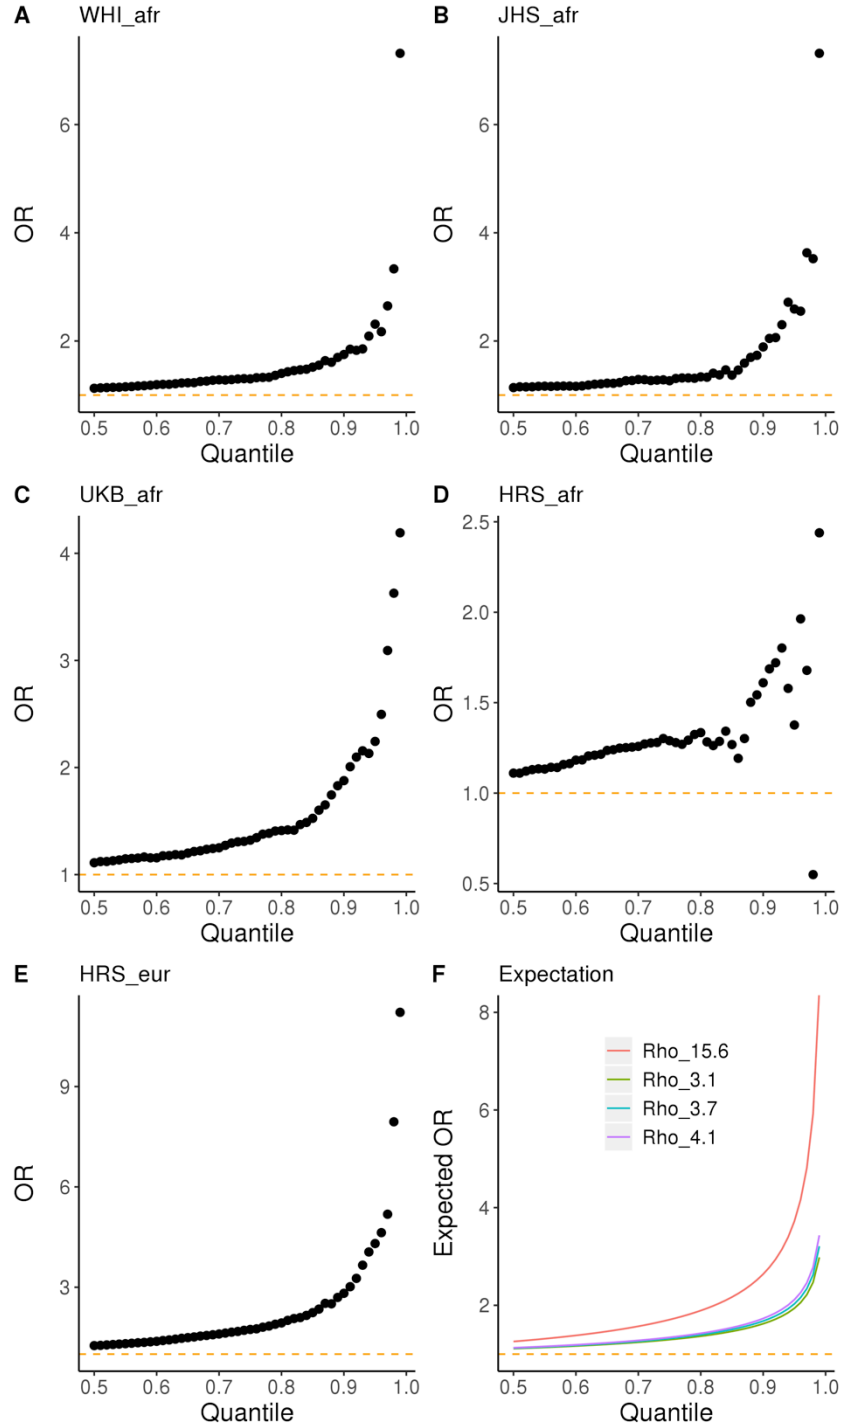 A WHI_afr
OR
6
4
2
0.5 0.6 0.7 0.8 0.9 1.0
Quantile
B JHS_afr
OR
6
4
2
0.5 0.6 0.7 0.8 0.9 1.0
Quantile
C UKB_afr
OR
4
3
2
1
0.5 0.6 0.7 0.8 0.9 1.0
Quantile
D HRS_afr
OR
2.5
2.0
1.5
1.0
0.5
0.5 0.6 0.7 0.8 0.9 1.0
Quantile
E HRS_eur
OR
9
6
3
0.5 0.6 0.7 0.8 0.9 1.0
Quantile
F Expectation
Expected OR
8
6
4
2
Rho_15.6
Rho_3.1
Rho_3.7
Rho_4.1
0.5 0.6 0.7 0.8 0.9 1.0
Quantile